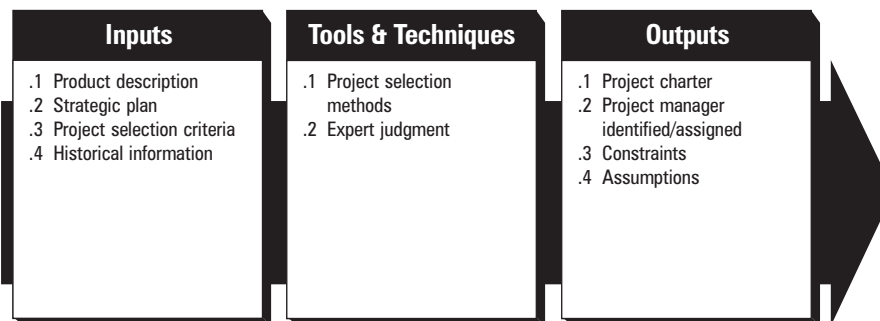 Inputs
.1 Product description
.2 Strategic plan
.3 Project selection criteria
.4 Historical information
Tools & Techniques
.1 Project selection
methods
.2 Expert judgment
Outputs
.1 Project charter
.2 Project manager
identified/assigned
.3 Constraints
.4 Assumptions